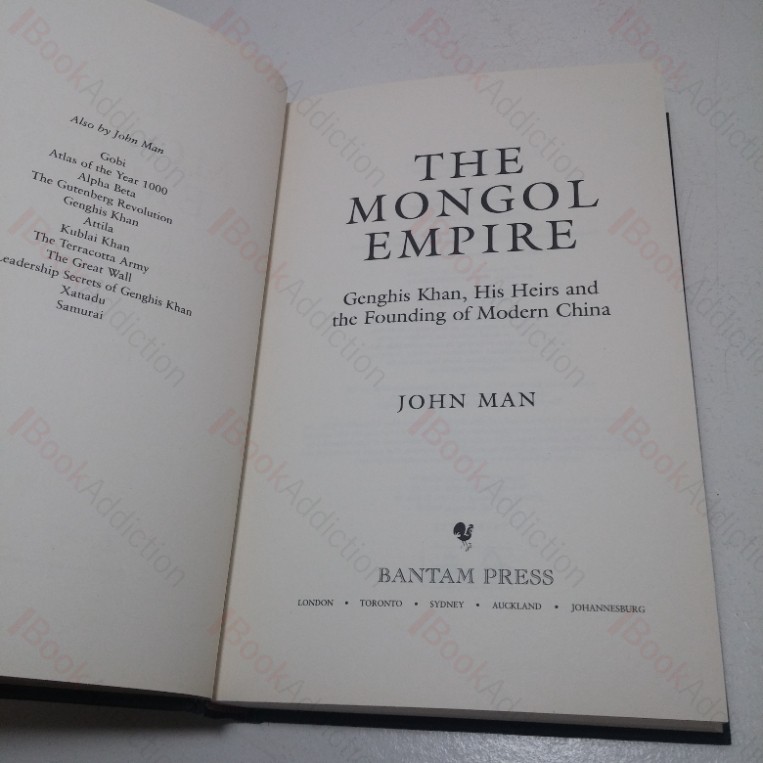 Also by John Man
Gobi
Atlas of the Year 1000
Alpha Beta
The Gutenberg Revolution
Genghis Khan
Attila
Kublai Khan
The Terracotta Army
The Great Wall
Leadership Secrets of Genghis Khan
Xanadu
Samurai
THE
MONGOL
EMPIRE
Genghis Khan, His Heirs and
the Founding of Modern China
JOHN MAN
BANTAM PRESS
LONDON • TORONTO • SYDNEY • AUCKLAND • JOHANNESBURG
BookAddiction